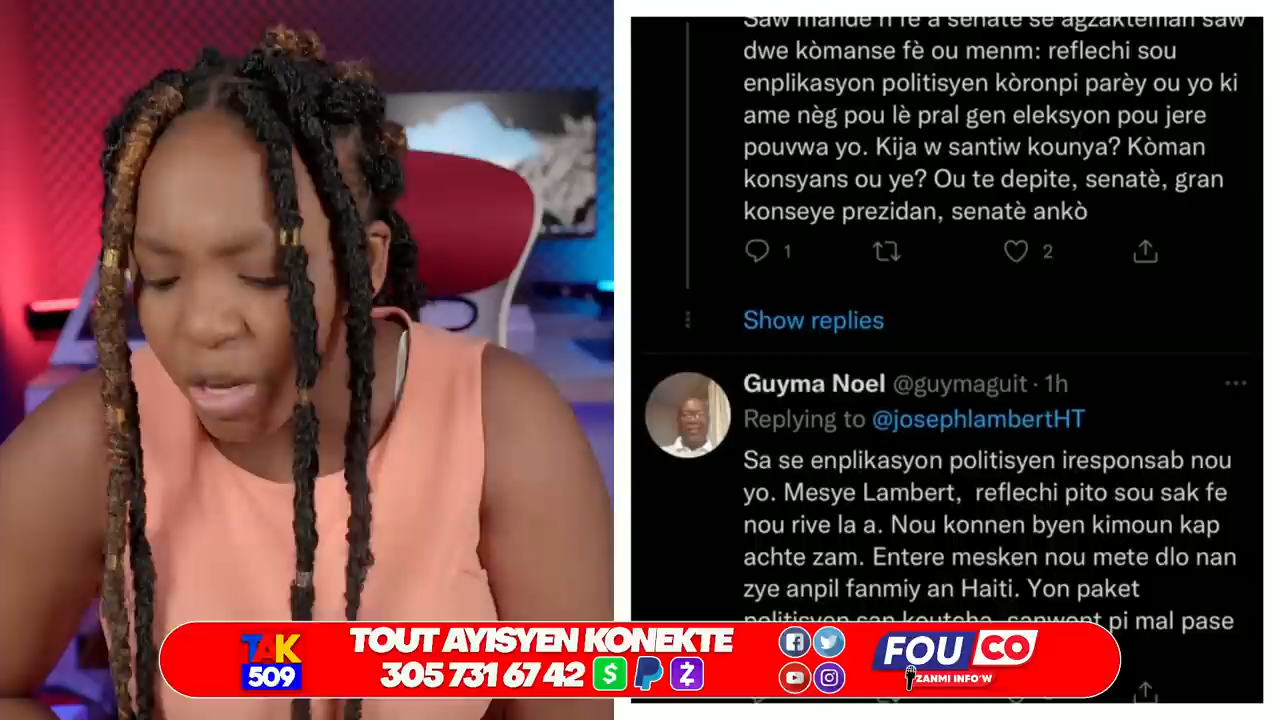 Saw mande n fè a senatè se agzakteman saw
dwe kòmanse fè ou menm: reflechi sou
enplikasyon politisyen kòronpi parèy ou yo ki
ame nèg pou lè pral gen eleksyon pou jere
pouvwa yo. Kija w santiw kounya? Kòman
konsyans ou ye? Ou te depite, senatè, gran
konseye prezidan, senatè ankò
1
2
Show replies
Guyma Noel @guymaguit · 1h
Replying to @josephlambertHT
Sa se enplikasyon politisyen iresponsab nou
yo. Mesye Lambert, reflechi pito sou sak fe
nou rive la a. Nou konnen byen kimoun kap
achte zam. Entere mesken nou mete dlo nan
zye anpil fanmiy an Haiti. Yon paket
politisyen san koutcha, sanwont pi mal pase
TAK
509
TOUT AYISYEN KONEKTE
305 731 67 42
FOUCO
ZANMI INFO'W